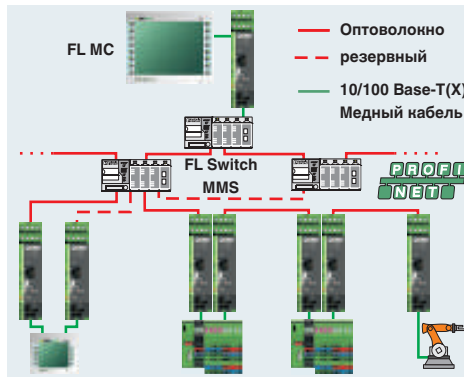 FL MC
Оптоволокно
резервный
10/100 Base-T(X)
Медный кабель
FL Switch
MMS
PROFI
NET